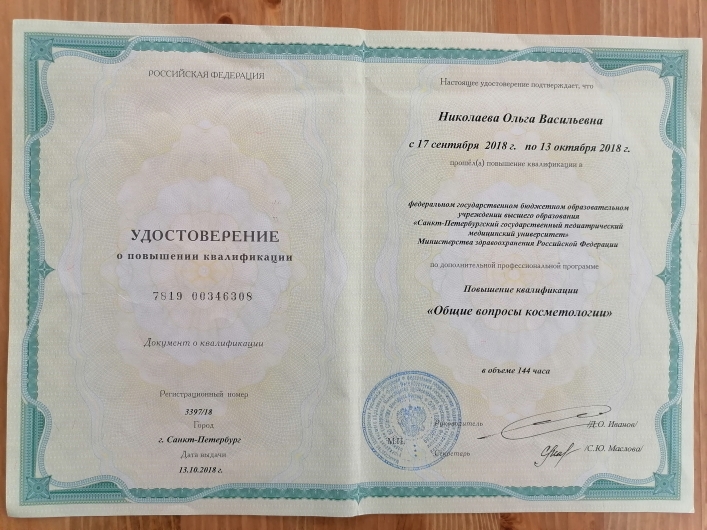 РОССИЙСКАЯ ФЕДЕРАЦИЯ
УДОСТОВЕРЕНИЕ
о повышении квалификации
7819 00346308
Документ о квалификации
Регистрационный номер
3397/18
Город
г. Санкт-Петербург
Дата выдачи
13.10.2018 г.
Настоящее удостоверение подтверждает, что
Николаева Ольга Васильевна
с 17 сентября 2018 г. по 13 октября 2018 г.
прошёл(а) повышение квалификации в
федеральном государственном бюджетном образовательном
учреждении высшего образования
«Санкт-Петербургский государственный педиатрический
медицинский университет»
Министерства здравоохранения Российской Федерации
по дополнительной профессиональной программе
Повышение квалификации
«Общие вопросы косметологии»
в объеме 144 часа
Руководитель /Д.О. Иванов/
М.П.
Секретарь /С.Ю. Маслова/